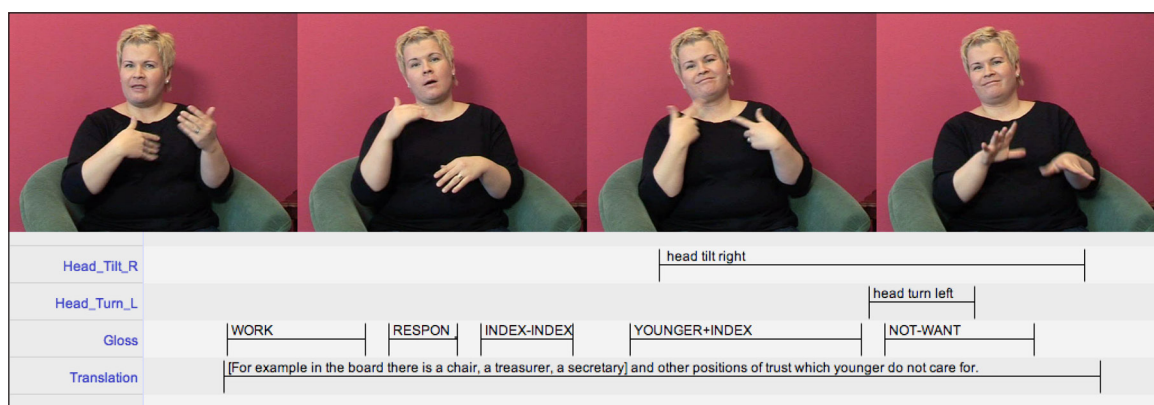 Head_Tilt_R head tilt right
Head_Turn_L head turn left
Gloss WORK RESPON INDEX-INDEX YOUNGER+INDEX NOT-WANT
Translation [For example in the board there is a chair, a treasurer, a secretary] and other positions of trust which younger do not care for.